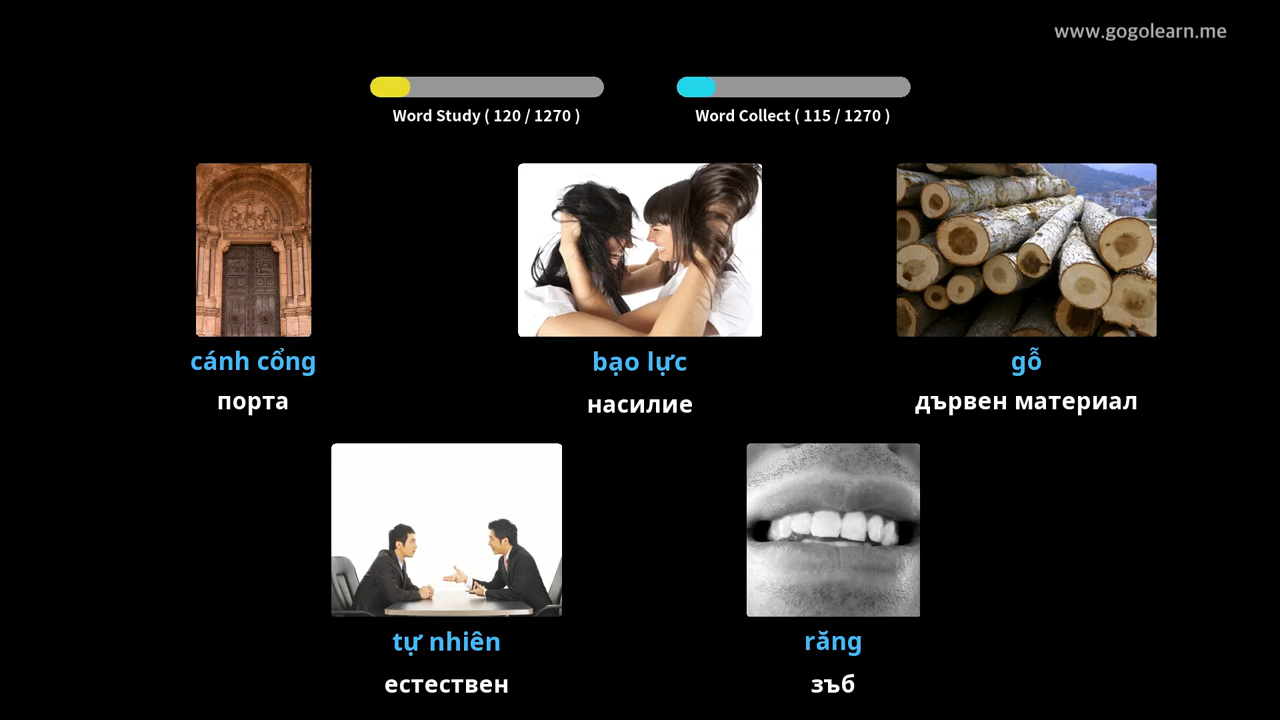 www.gogolearn.me
Word Study ( 120 / 1270 )
Word Collect ( 115 / 1270 )
cánh cổng
порта
bạo lực
насилие
gỗ
дървен материал
tự nhiên
естествен
răng
зъб